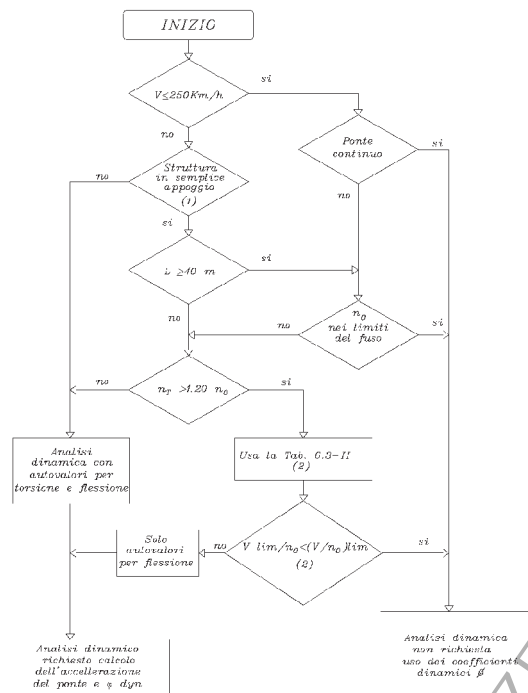 INIZIO
V≤250Km/h
si
no
Ponte
continuo
si
no
Struttura
in semplice
appoggio
(1)
no
si
L ≥40 m
si
no
n₀
nei limiti
del fuso
no
si
n_T >1.20 n₀
no
si
Analisi
dinamica con
autovalori per
torsione e flessione
Usa la Tab. 6.3-II
(2)
V lim/n₀<(V/n₀)lim
(2)
no
si
Solo
autovalori
per flessione
Analisi dinamico
richiesto calcolo
dell'accellerazione
del ponte e φ dyn
Analisi dinamica
non richiesta
uso dei coefficienti
dinamici ϕ